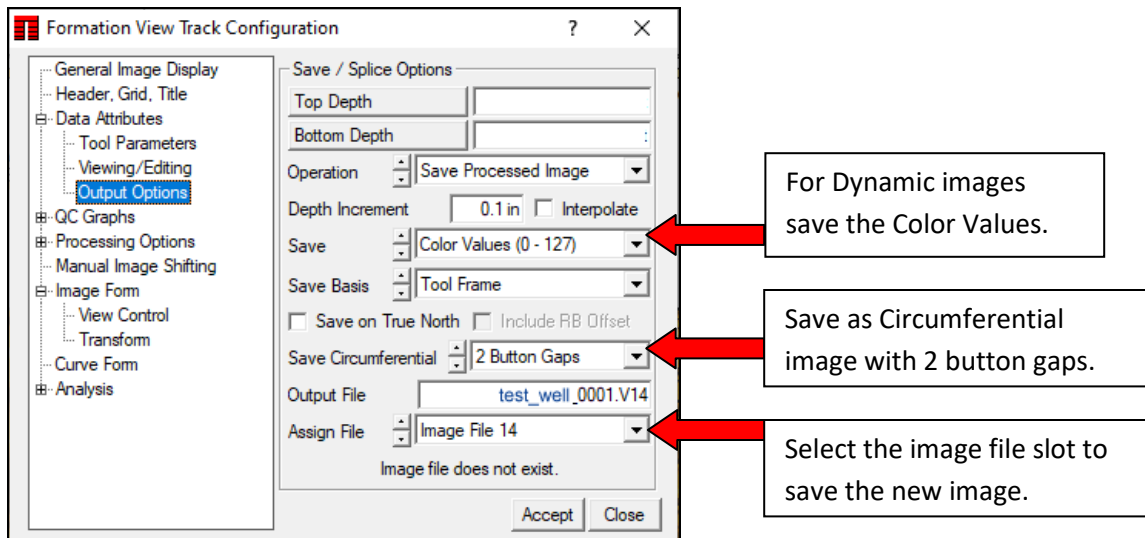 Formation View Track Configuration ? X
General Image Display
Header, Grid, Title
Data Attributes
Tool Parameters
Viewing/Editing
Output Options
QC Graphs
Processing Options
Manual Image Shifting
Image Form
View Control
Transform
Curve Form
Analysis
Save / Splice Options
Top Depth
Bottom Depth :
Operation Save Processed Image
Depth Increment 0.1 in Interpolate
Save Color Values (0 - 127)
Save Basis Tool Frame
Save on True North Include RB Offset
Save Circumferential 2 Button Gaps
Output File test_well_0001.V14
Assign File Image File 14
Image file does not exist.
Accept Close
For Dynamic images
save the Color Values.
Save as Circumferential
image with 2 button gaps.
Select the image file slot to
save the new image.